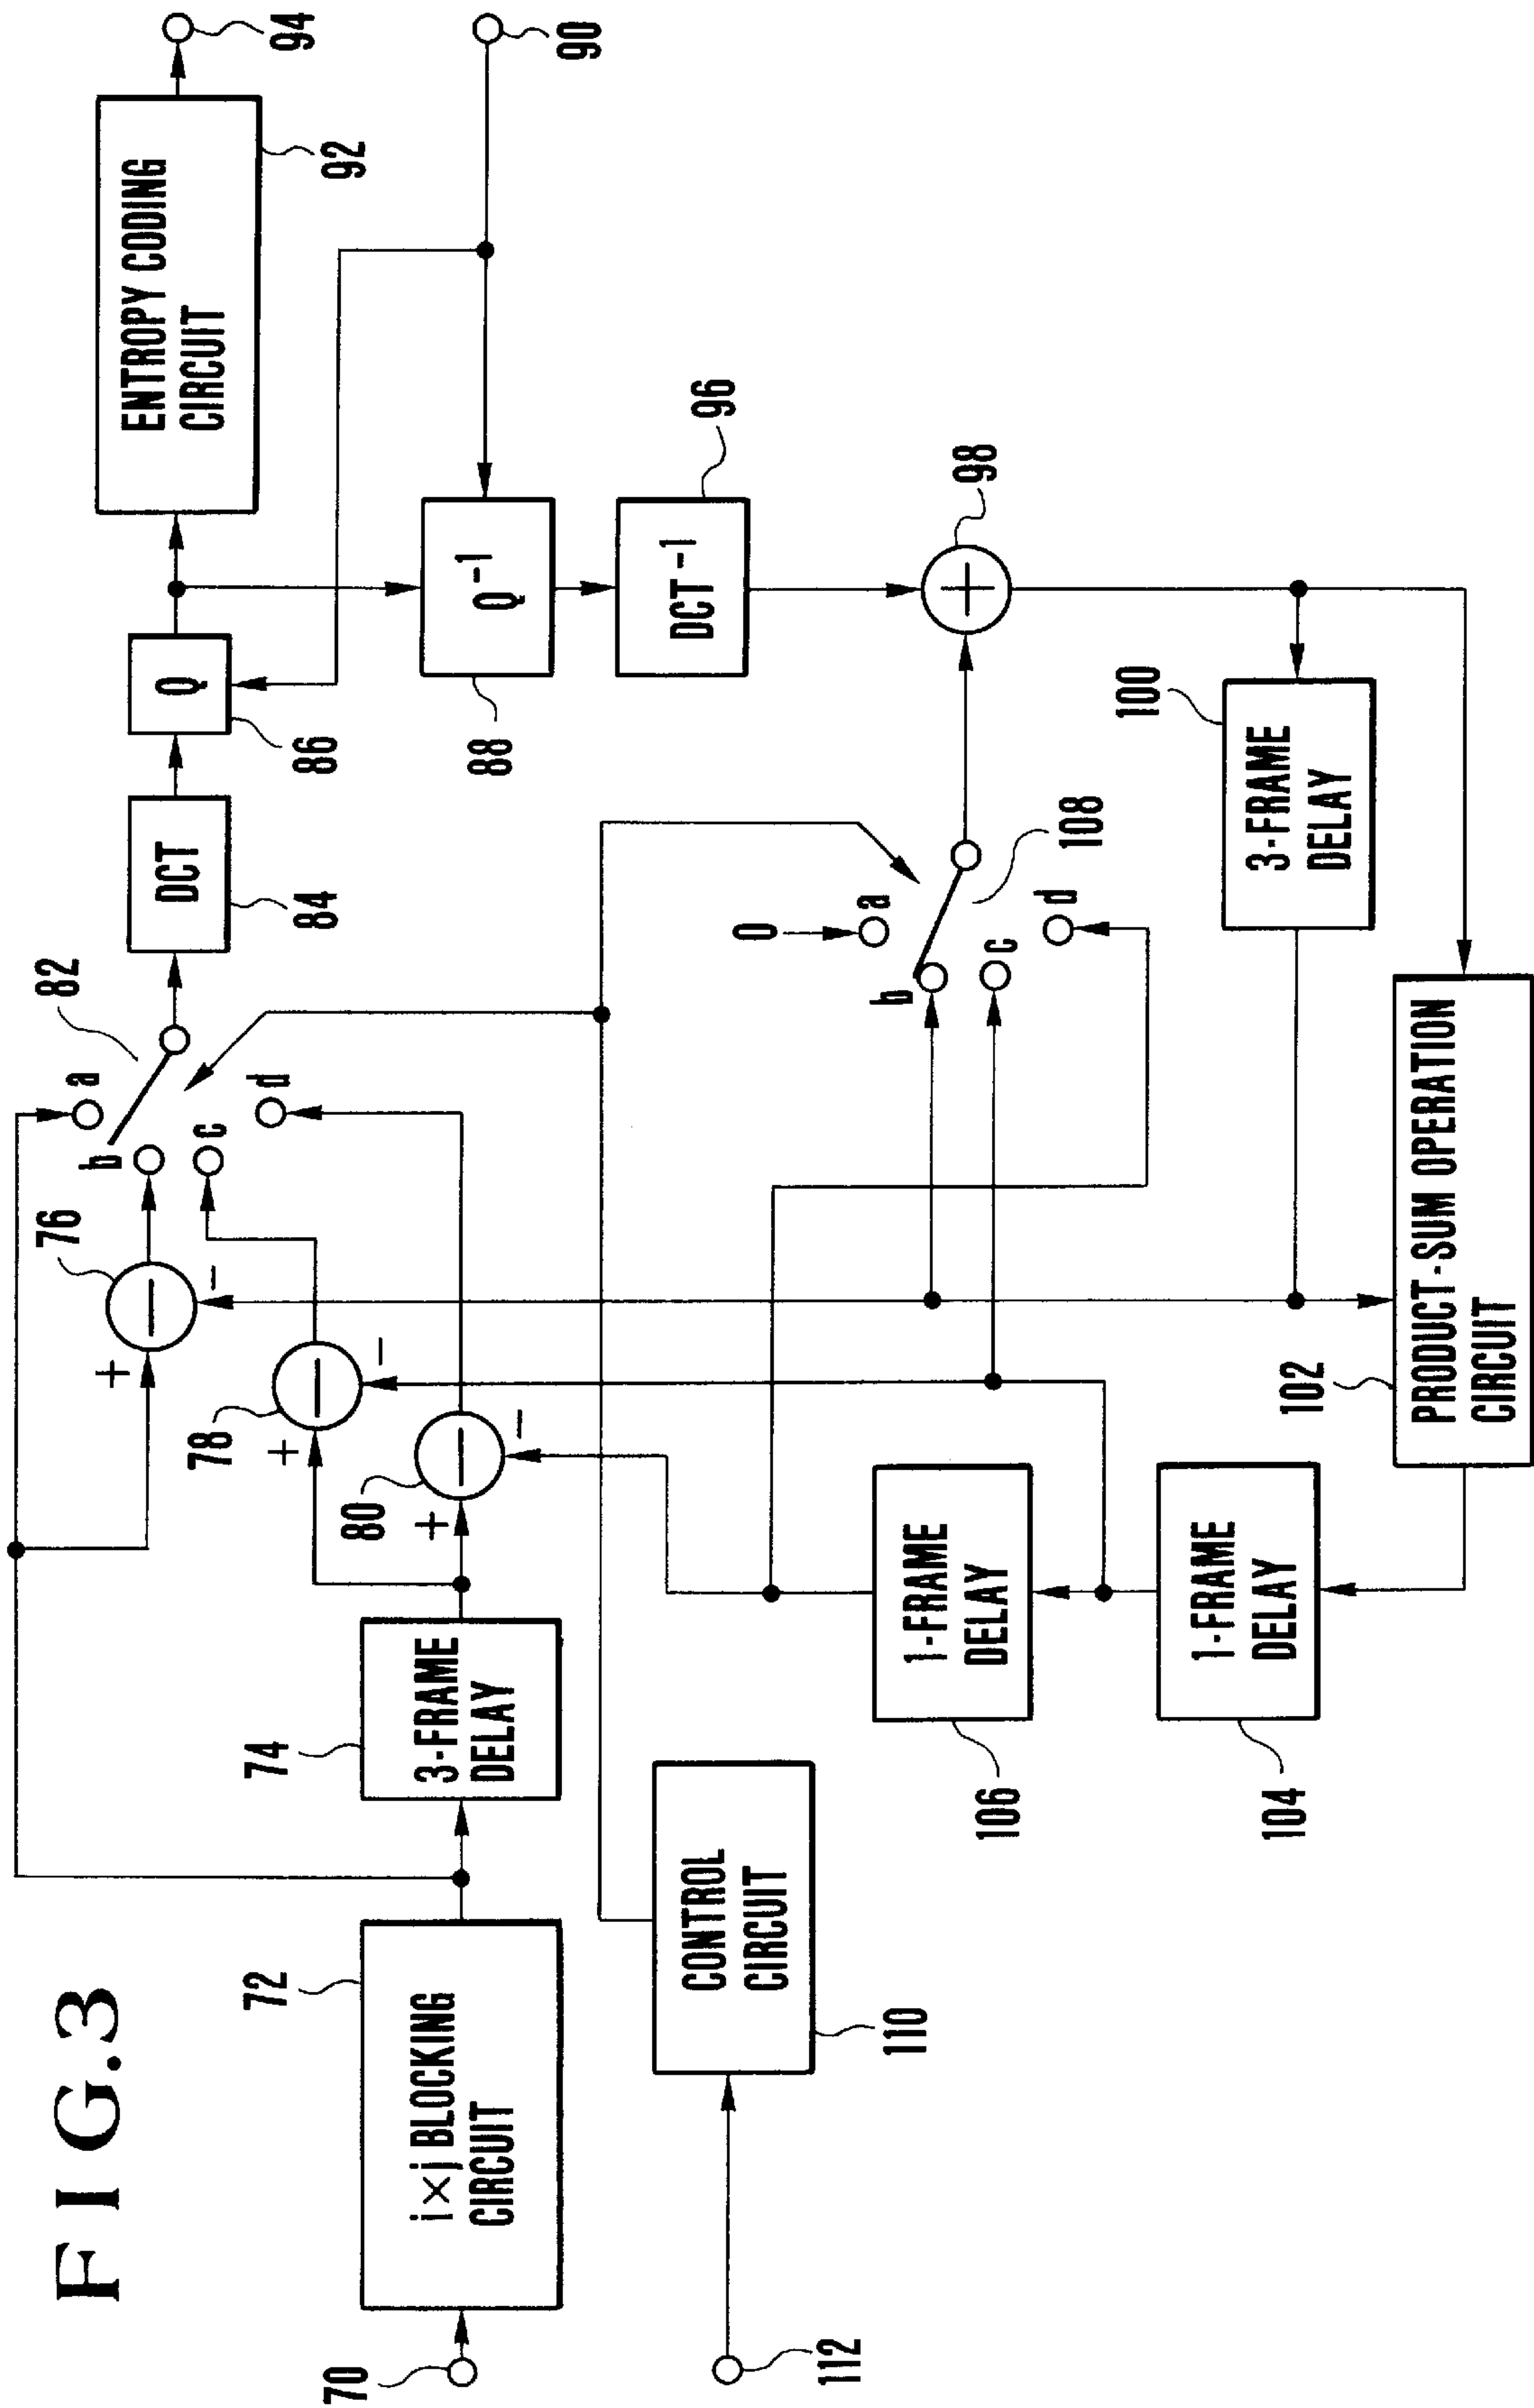 FIG.3
70
i×j BLOCKING
CIRCUIT
72
3-FRAME
DELAY
74
+
−
76
−
+
−
78
−
+
−
80
−
a
b
c
d
82
DCT
84
Q
86
ENTROPY CODING
CIRCUIT
92
94
90
Q⁻¹
88
DCT⁻¹
96
+
98
0
a
b
c
d
108
3-FRAME
DELAY
100
PRODUCT-SUM OPERATION
CIRCUIT
102
1-FRAME
DELAY
104
1-FRAME
DELAY
106
CONTROL
CIRCUIT
110
112